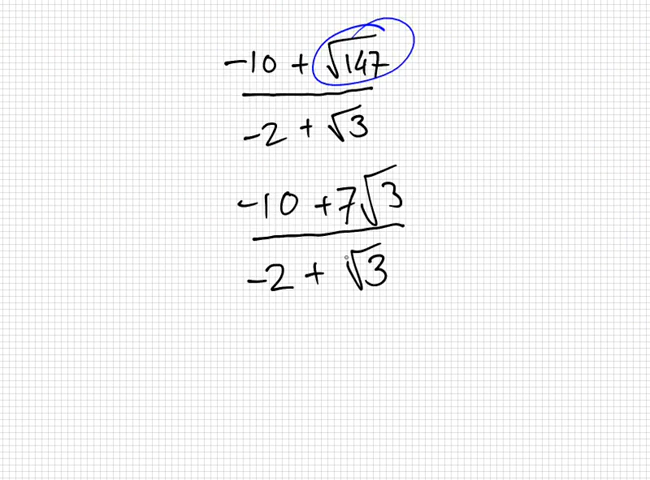 -10 + √147
-2 + √3
-10 + 7√3
-2 + √3